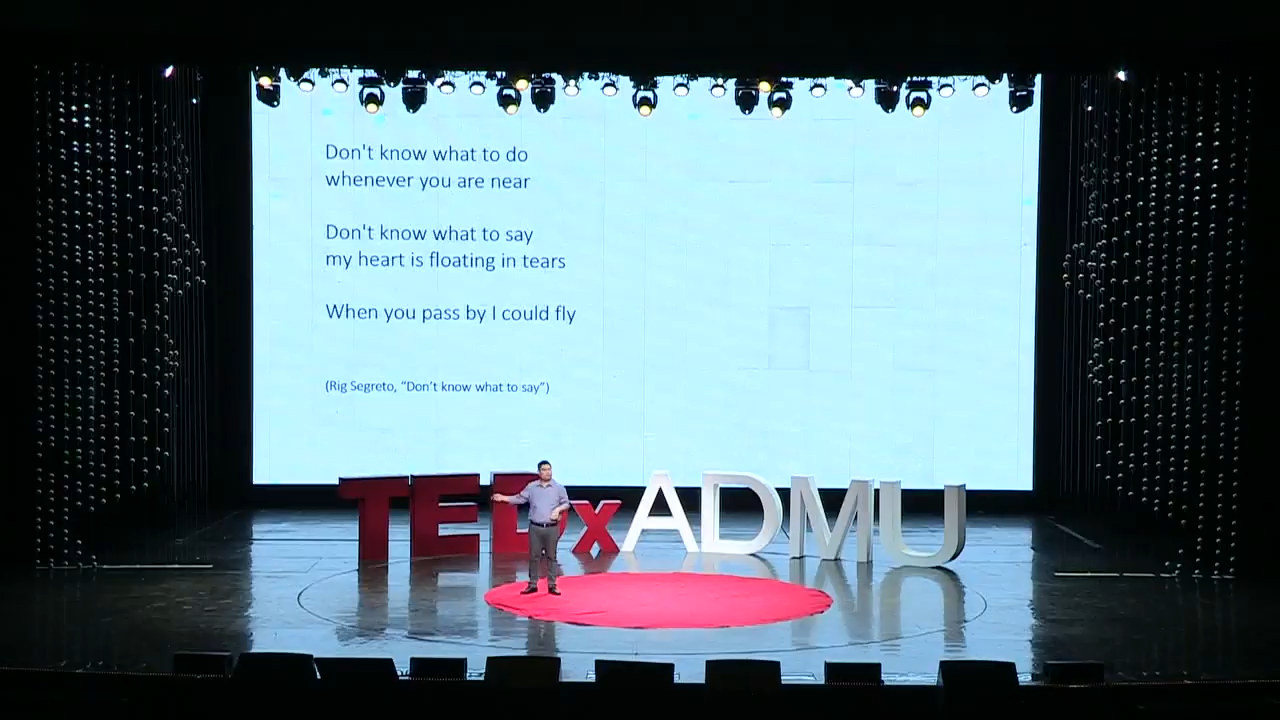 Don't know what to do
whenever you are near
Don't know what to say
my heart is floating in tears
When you pass by I could fly
(Rig Segreto, “Don’t know what to say”)
TEDxADMU